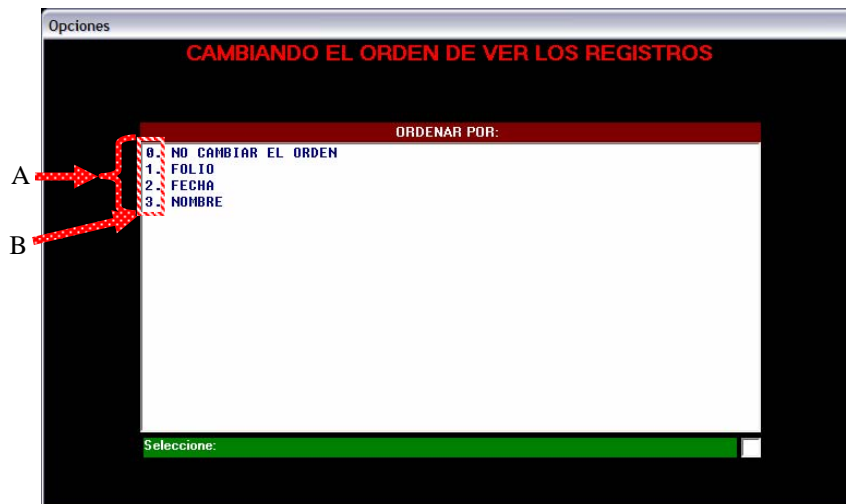 Opciones
CAMBIANDO EL ORDEN DE VER LOS REGISTROS
ORDENAR POR:
0. NO CAMBIAR EL ORDEN
1. FOLIO
2. FECHA
3. NOMBRE
A
B
Seleccione: